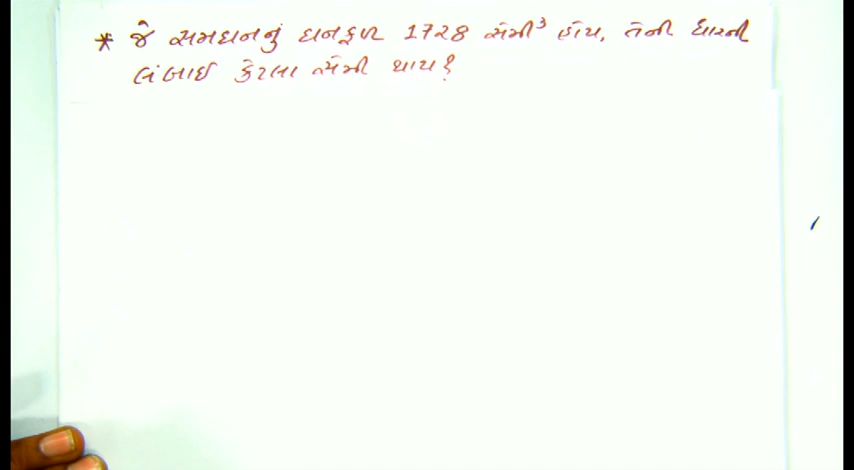 * જે સમઘનનું ઘનફળ 1728 સેમી³ હોય, તેની ધારની
લંબાઇ કેટલા સેમી થાય?